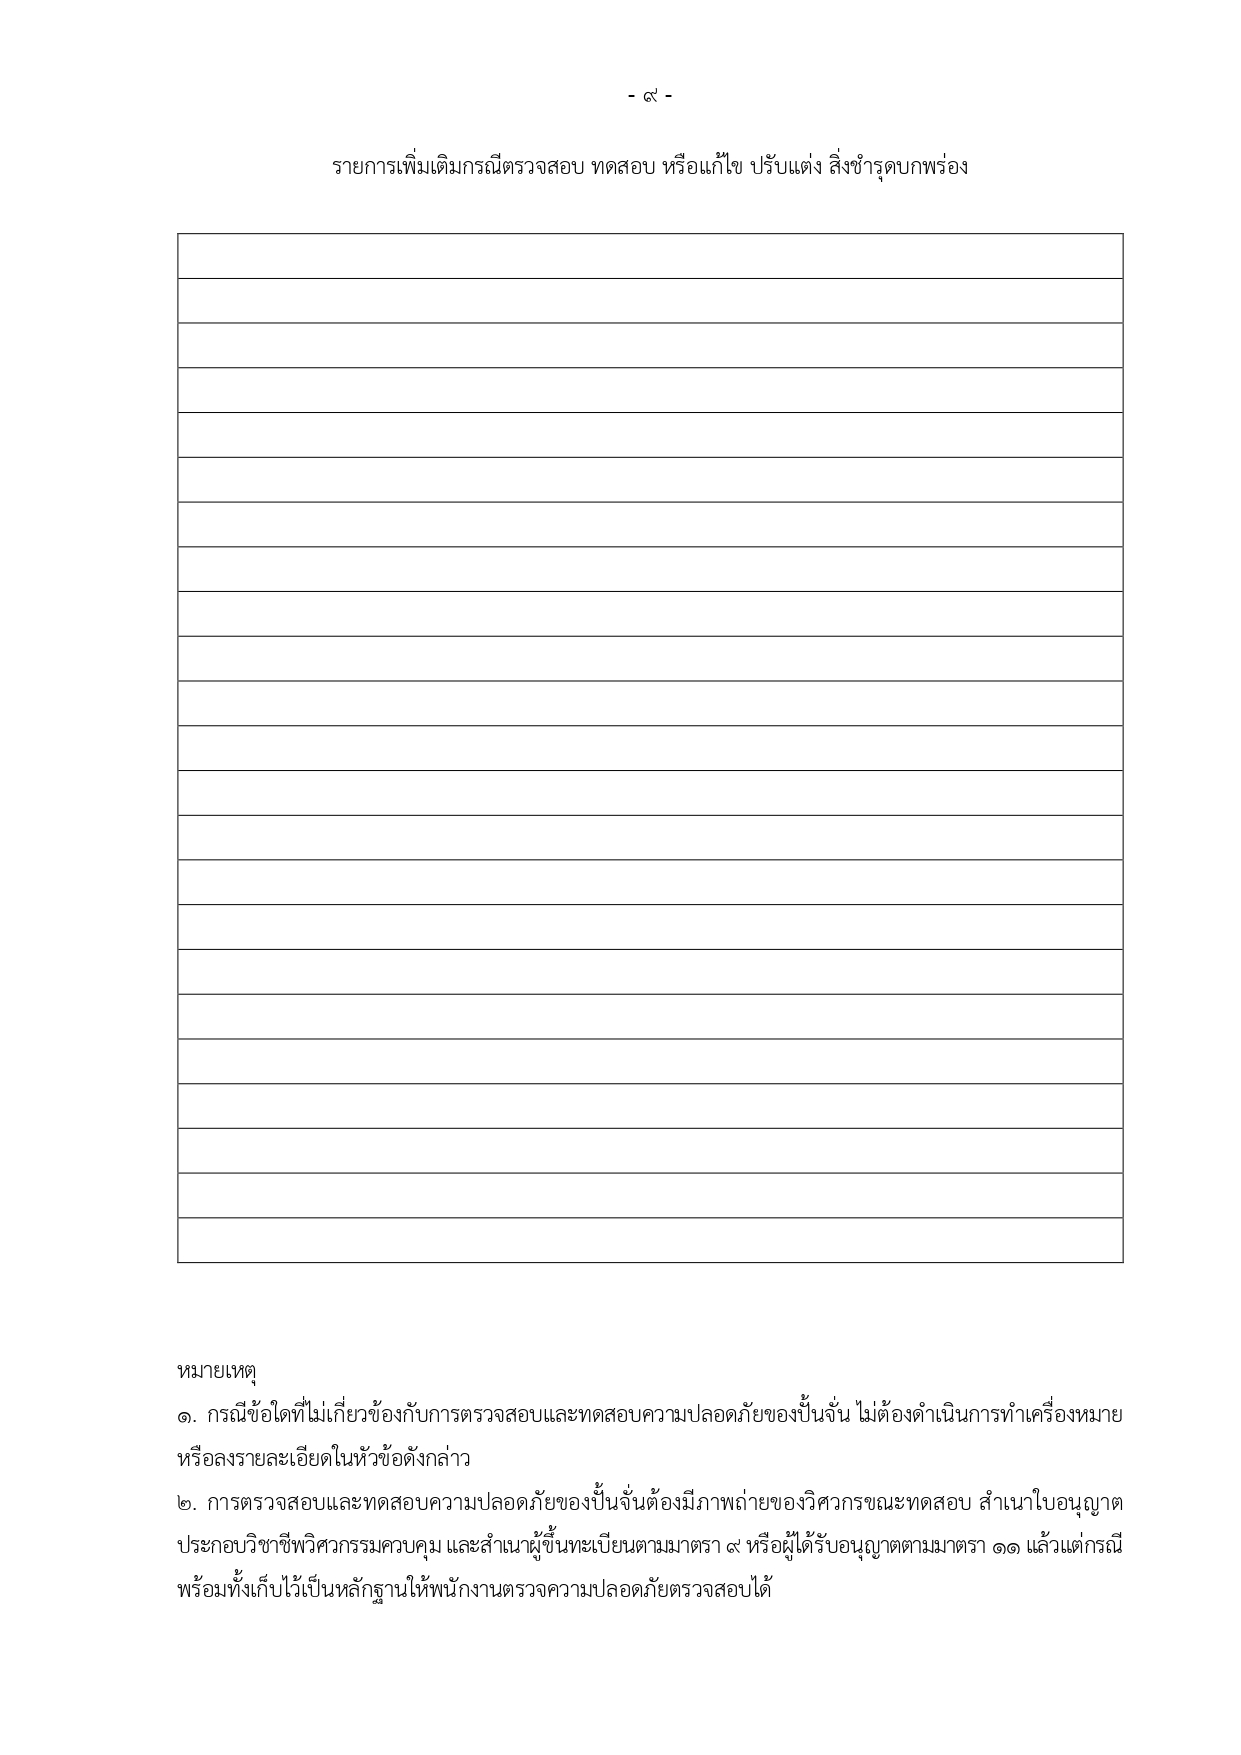 - ๙ -
รายการเพิ่มเติมกรณีตรวจสอบ ทดสอบ หรือแก้ไข ปรับแต่ง สิ่งชำรุดบกพร่อง
หมายเหตุ
๑. กรณีข้อใดที่ไม่เกี่ยวข้องกับการตรวจสอบและทดสอบความปลอดภัยของปั้นจั่น ไม่ต้องดำเนินการทำเครื่องหมาย
หรือลงรายละเอียดในหัวข้อดังกล่าว
๒. การตรวจสอบและทดสอบความปลอดภัยของปั้นจั่นต้องมีภาพถ่ายของวิศวกรขณะทดสอบ สำเนาใบอนุญาต
ประกอบวิชาชีพวิศวกรรมควบคุม และสำเนาผู้ขึ้นทะเบียนตามมาตรา ๙ หรือผู้ได้รับอนุญาตตามมาตรา ๑๑ แล้วแต่กรณี
พร้อมทั้งเก็บไว้เป็นหลักฐานให้พนักงานตรวจความปลอดภัยตรวจสอบได้